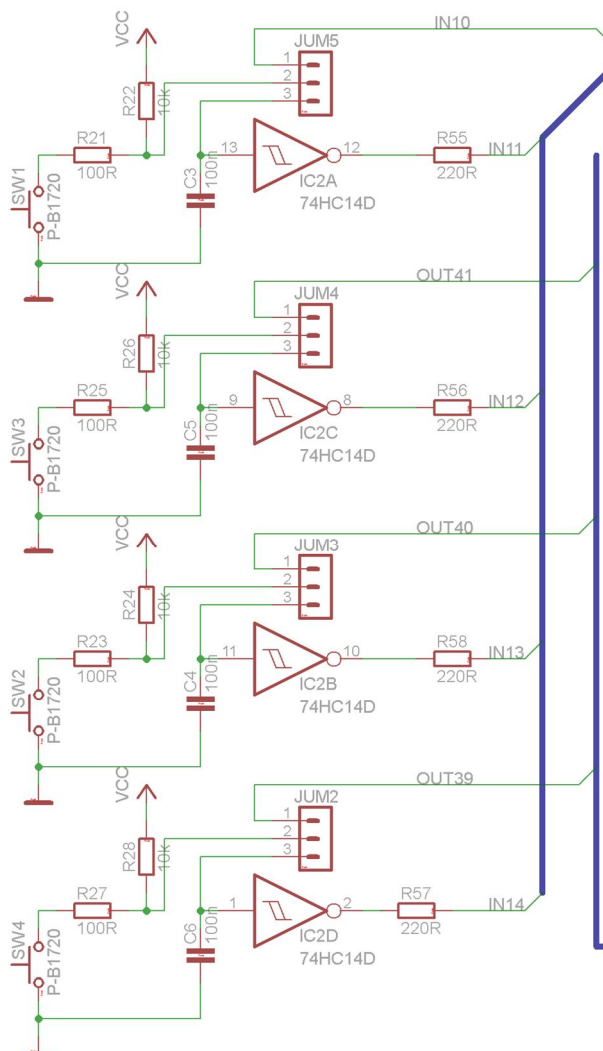 VCC
IN10
JUM5
1
2
3
R22
10k
R21
100R
SW1
P-B1720
C3
100n
13
12
IC2A
74HC14D
R55
220R
IN11
VCC
OUT41
JUM4
1
2
3
R26
10k
R25
100R
SW3
P-B1720
C5
100n
9
8
IC2C
74HC14D
R56
220R
IN12
VCC
OUT40
JUM3
1
2
3
R24
10k
R23
100R
SW2
P-B1720
C4
100n
11
10
IC2B
74HC14D
R58
220R
IN13
VCC
OUT39
JUM2
1
2
3
R28
10k
R27
100R
SW4
P-B1720
C6
100n
1
2
IC2D
74HC14D
R57
220R
IN14